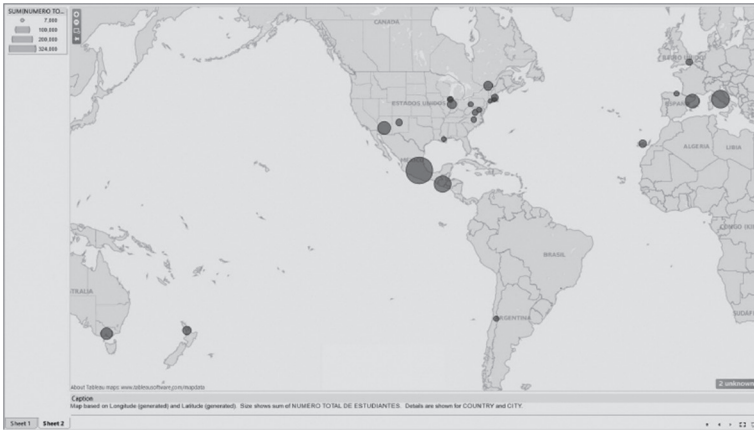 SUM(NUMERO TO...
7,000
100,000
200,000
324,000
CANADA
ESTADOS UNIDOS
ESPAÑA
ALGERIA
LIBIA
BRASIL
ARGENTINA
About Tableau maps: www.tableausoftware.com/mapdata
2 unknown
Caption
Map based on Longitude (generated) and Latitude (generated). Size shows sum of NUMERO TOTAL DE ESTUDIANTES. Details are shown for COUNTRY and CITY.
Sheet 1
Sheet 2